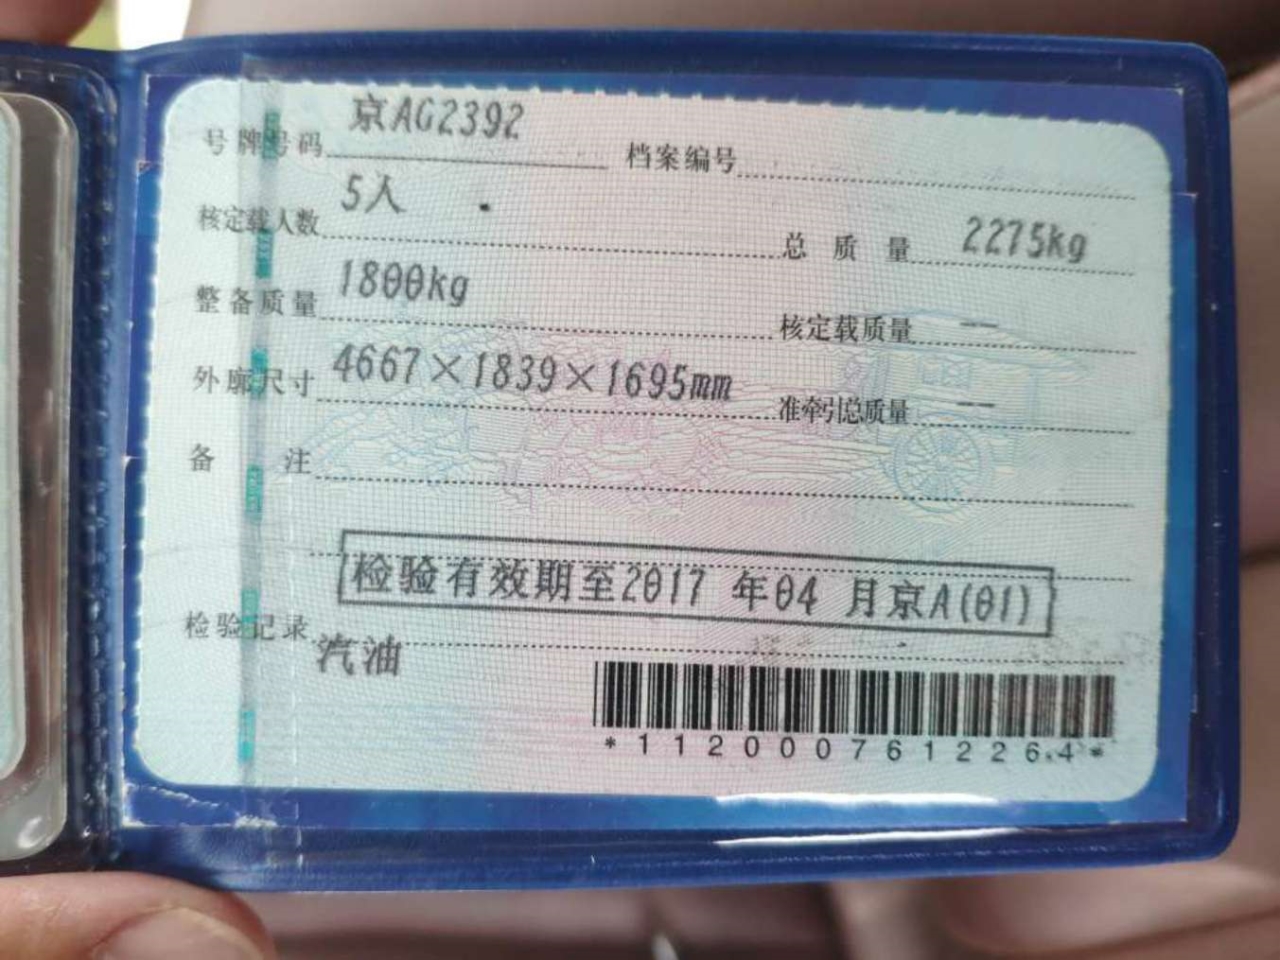 号牌号码 京AG2392 档案编号
核定载人数 5人 总质量 2275kg
整备质量 1800kg 核定载质量 --
外廓尺寸 4667×1839×1695mm 准牵引总质量 --
备注
检验有效期至2017 年04 月京A(01)
检验记录
汽油
*1120007612264*